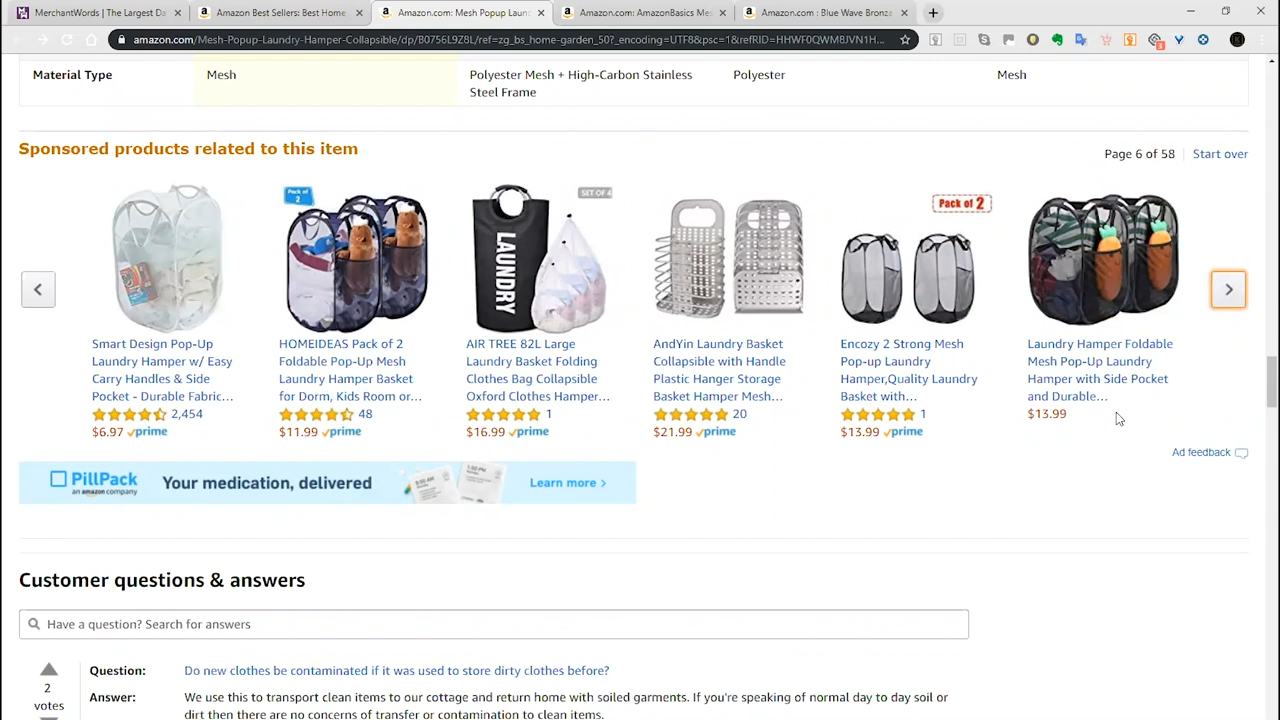 MerchantWords | The Largest Da
Amazon Best Sellers: Best Home
Amazon.com: Mesh Popup Laun
Amazon.com: AmazonBasics Me
Amazon.com : Blue Wave Bronze
amazon.com/Mesh-Popup-Laundry-Hamper-Collapsible/dp/B0756L9Z8L/ref=zg_bs_home-garden_50?_encoding=UTF8&psc=1&refRID=HHWF0QWM8JVN1H...
Material Type
Mesh
Polyester Mesh + High-Carbon Stainless
Steel Frame
Polyester
Mesh
Sponsored products related to this item
Page 6 of 58
Start over
Pack of
2
LAUNDRY
SET OF 4
Pack of 2
Smart Design Pop-Up
Laundry Hamper w/ Easy
Carry Handles & Side
Pocket - Durable Fabric...
2,454
$6.97 prime
HOMEIDEAS Pack of 2
Foldable Pop-Up Mesh
Laundry Hamper Basket
for Dorm, Kids Room or...
48
$11.99 prime
AIR TREE 82L Large
Laundry Basket Folding
Clothes Bag Collapsible
Oxford Clothes Hamper...
1
$16.99 prime
AndYin Laundry Basket
Collapsible with Handle
Plastic Hanger Storage
Basket Hamper Mesh...
20
$21.99 prime
Encozy 2 Strong Mesh
Pop-up Laundry
Hamper,Quality Laundry
Basket with...
1
$13.99 prime
Laundry Hamper Foldable
Mesh Pop-Up Laundry
Hamper with Side Pocket
and Durable...
$13.99
Ad feedback
PillPack
an amazon company
Your medication, delivered
Learn more >
Customer questions & answers
Have a question? Search for answers
2
votes
Question:
Do new clothes be contaminated if it was used to store dirty clothes before?
Answer:
We use this to transport clean items to our cottage and return home with soiled garments. If you're speaking of normal day to day soil or
dirt then there are no concerns of transfer or contamination to clean items.